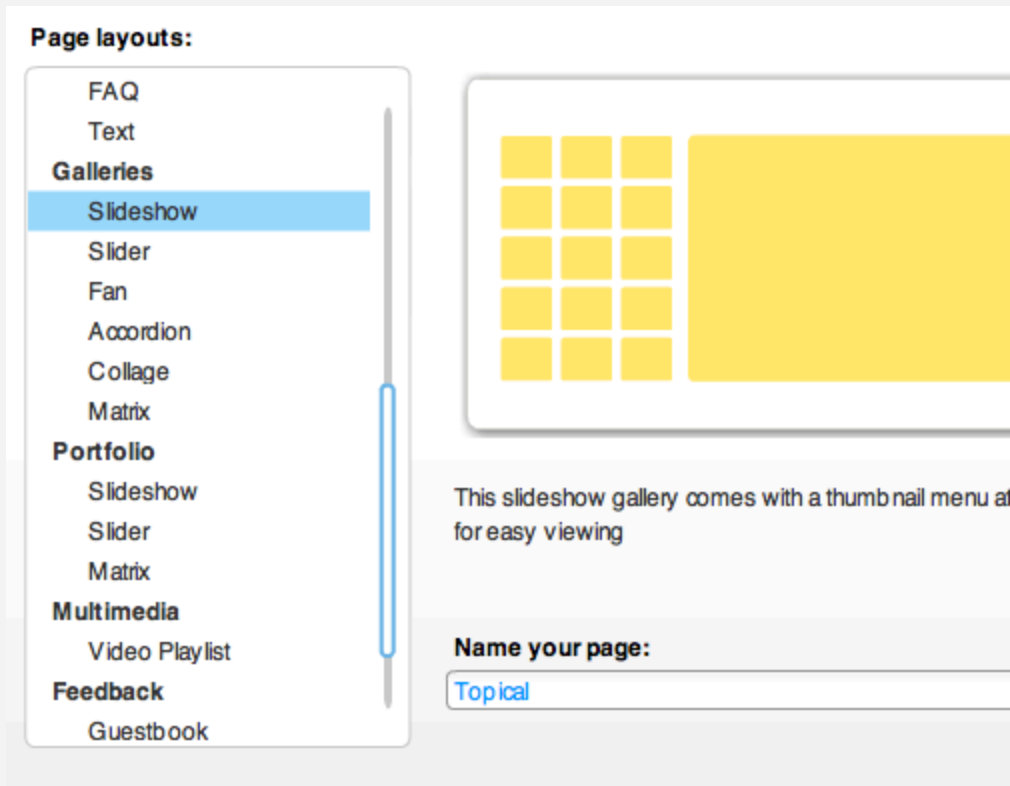 Page layouts:
FAQ
Text
Galleries
Slideshow
Slider
Fan
Accordion
Collage
Matrix
Portfolio
Slideshow
Slider
Matrix
Multimedia
Video Playlist
Feedback
Guestbook
This slideshow gallery comes with a thumbnail menu
for easy viewing
Name your page:
Topical